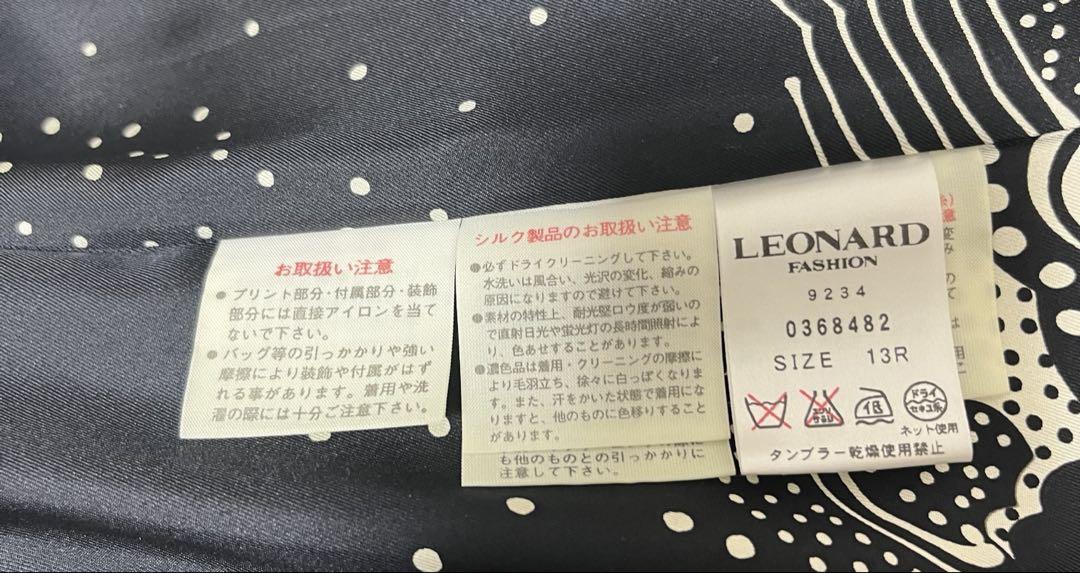 お取扱い注意
●プリント部分・付属部分・装飾
部分には直接アイロンを当て
ないで下さい。
●バッグ等の引っかかりや強い
摩擦により装飾や付属がはず
れる事があります。着用や洗
濯の際には十分ご注意下さい。
シルク製品のお取扱い注意
●必ずドライクリーニングして下さい。
水洗いは風合い、光沢の変化、縮みの
原因になりますので避けて下さい。
●素材の特性上、耐光堅ロウ度が弱いの
で直射日光や蛍光灯の長時間照射によ
り、色あせすることがあります。
●濃色品は着用・クリーニングの摩擦に
より毛羽立ち、徐々に白っぽくなりま
す。また、汗をかいた状態で着用にな
りますと、他のものに色移りすること
があります。
も他のものとの引っかかりに
注意して下さい。
LEONARD
FASHION
9234
0368482
SIZE 13R
エンソ
サラシ
低
ドライ
セキユ系
ネット使用
タンブラー乾燥使用禁止